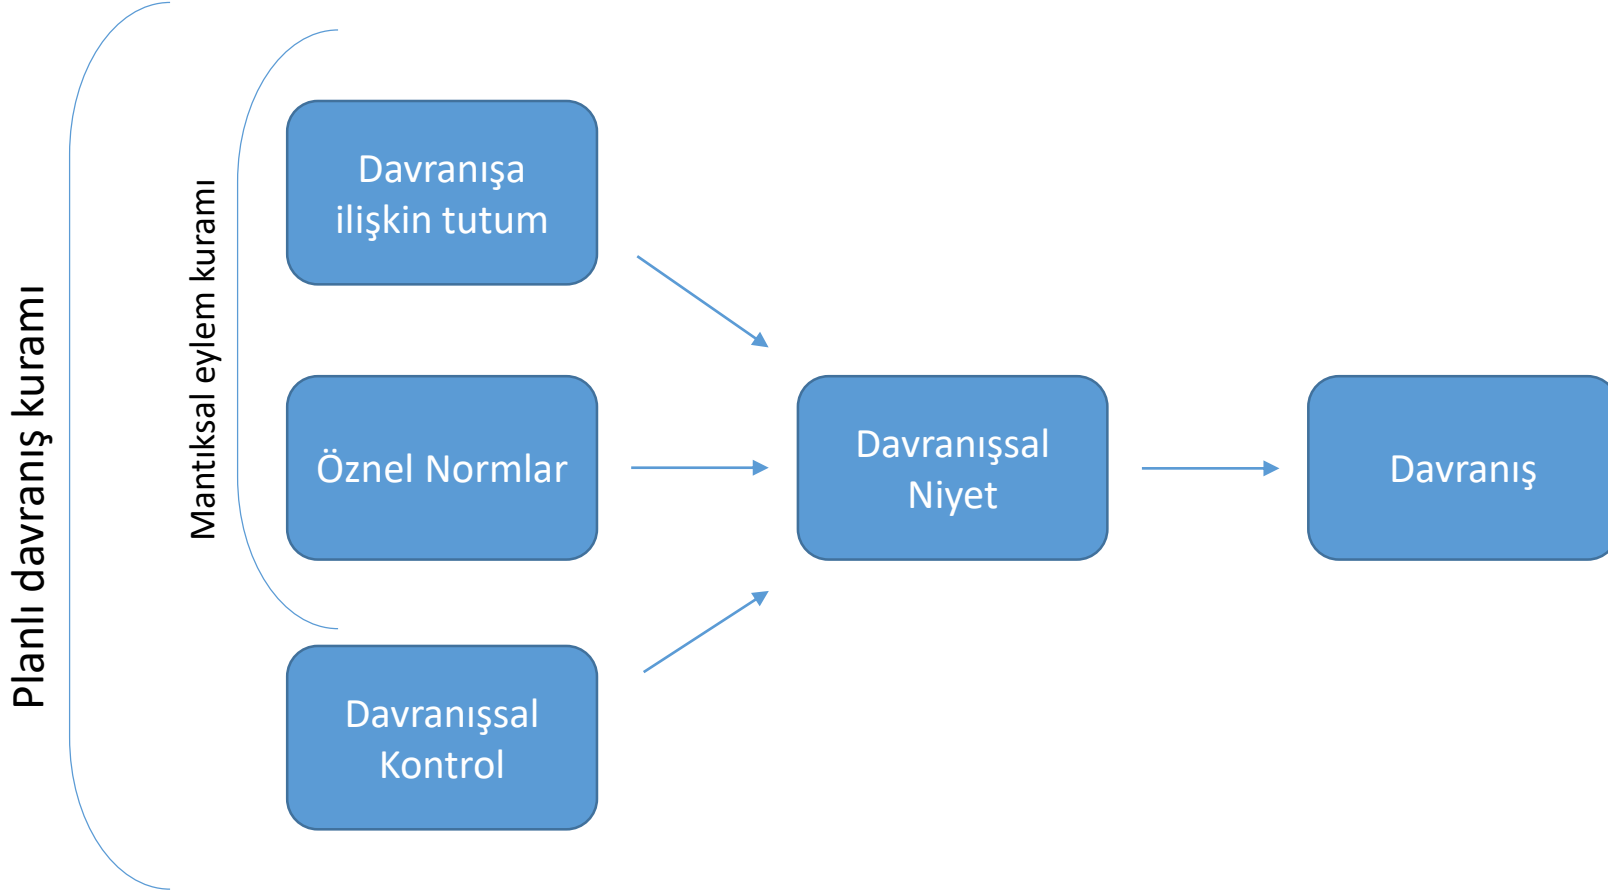 Planlı davranış kuramı
Mantıksal eylem kuramı
Davranışa
ilişkin tutum
Öznel Normlar
Davranışsal
Kontrol
Davranışsal
Niyet
Davranış